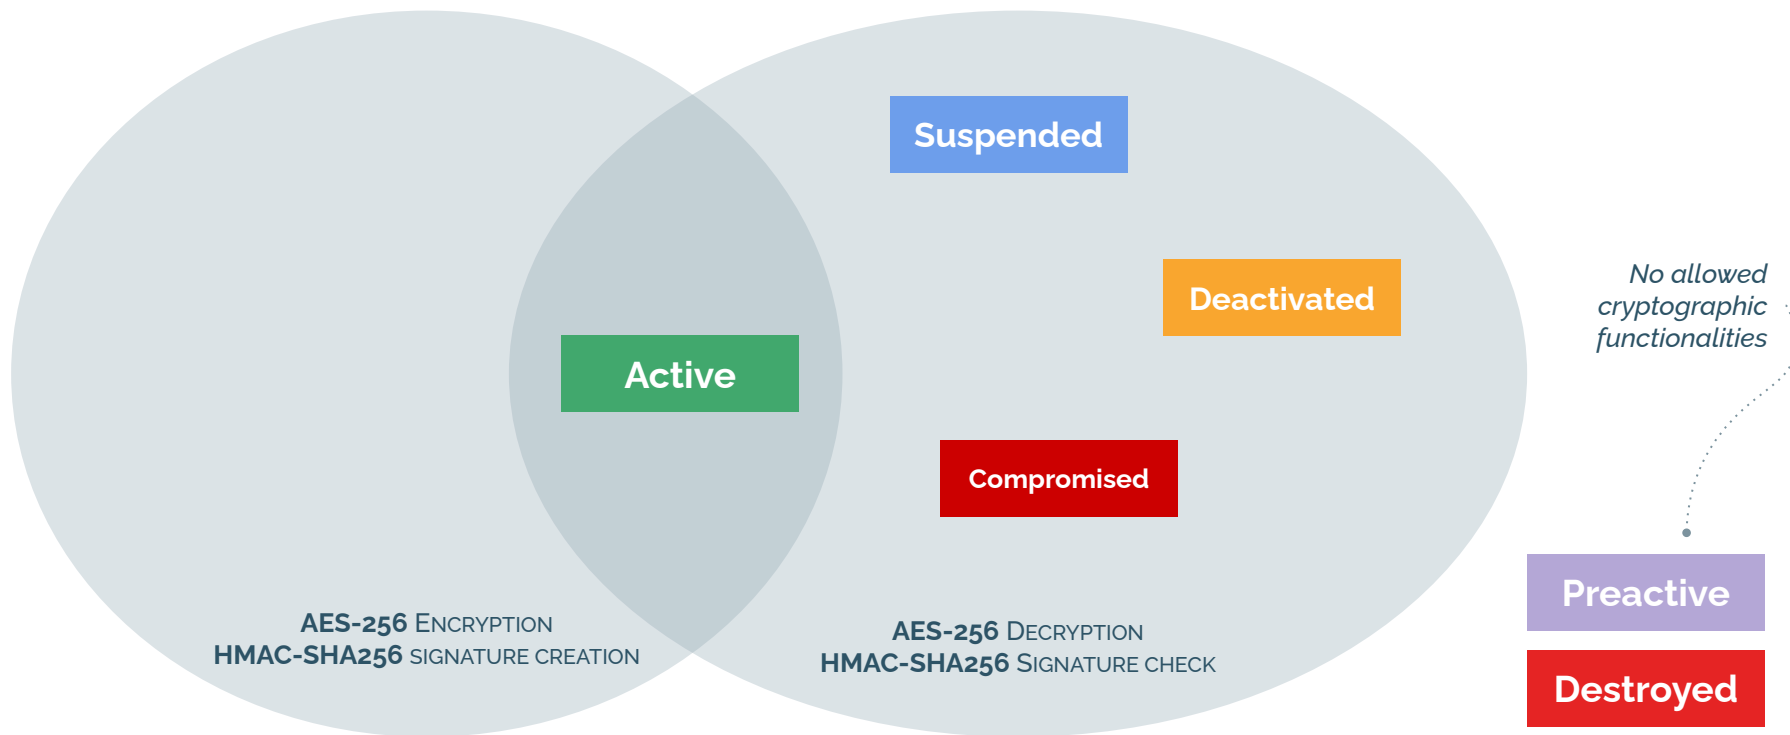 Suspended
Deactivated
No allowed
cryptographic
functionalities
Active
Compromised
AES-256 ENCRYPTION
HMAC-SHA256 SIGNATURE CREATION
AES-256 DECRYPTION
HMAC-SHA256 SIGNATURE CHECK
Preactive
Destroyed